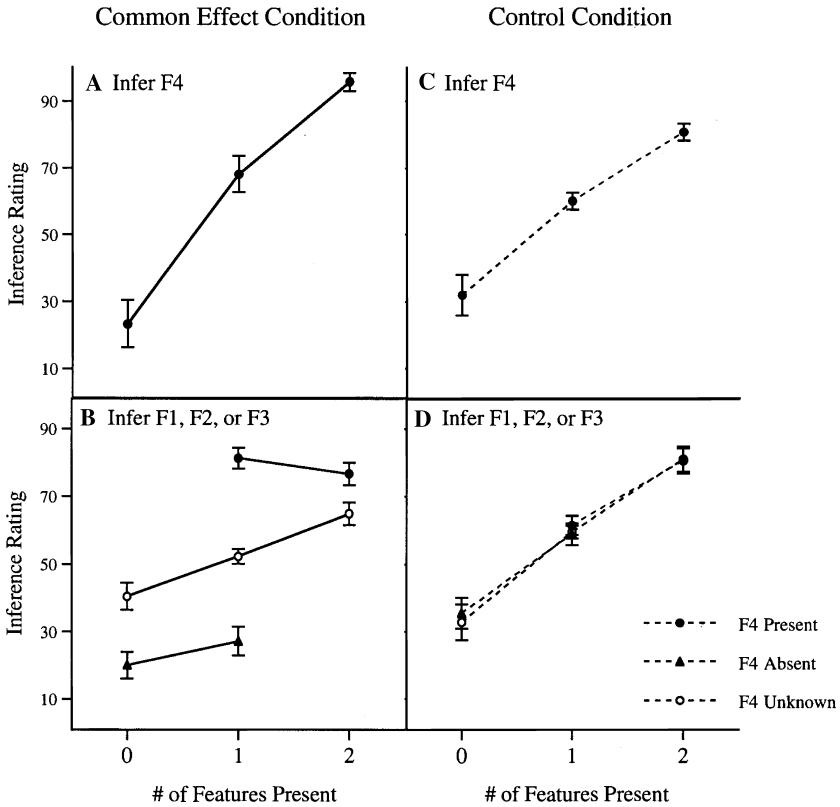 Common Effect Condition
Control Condition
A Infer F4
C Infer F4
90
70
50
30
10
Inference Rating
B Infer F1, F2, or F3
D Infer F1, F2, or F3
90
70
50
30
10
Inference Rating
F4 Present
F4 Absent
F4 Unknown
0 1 2
0 1 2
# of Features Present
# of Features Present